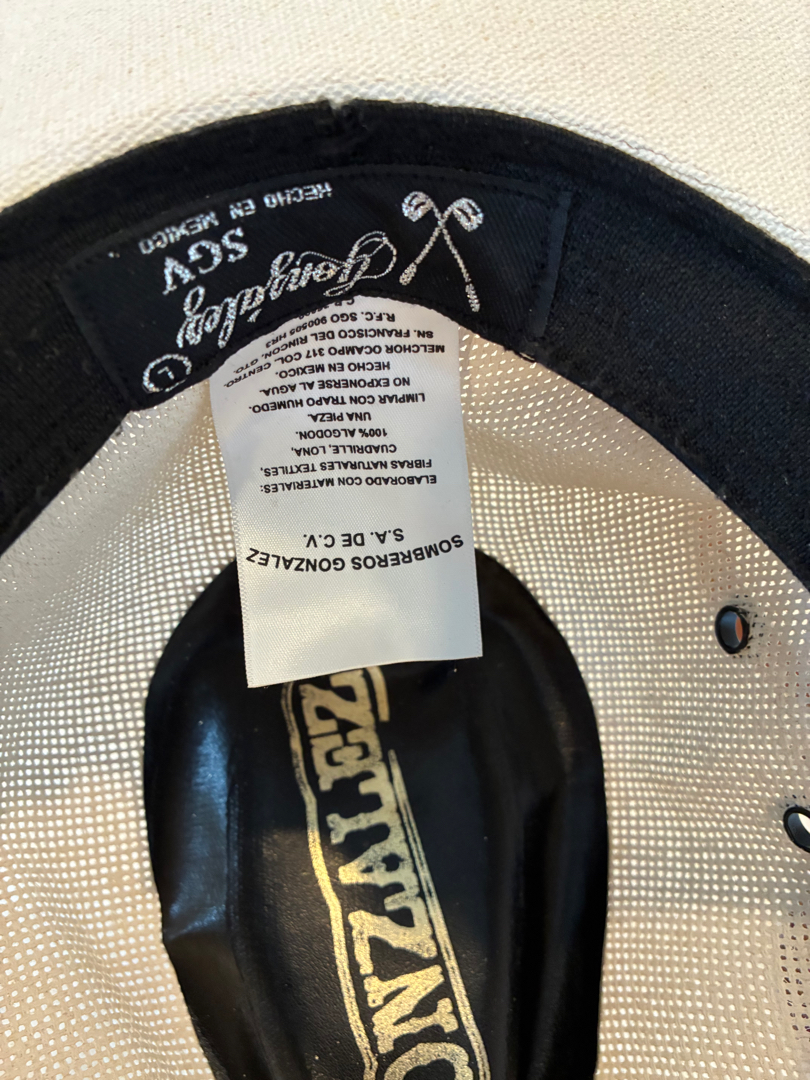 SOMBREROS GONZALEZ
S.A. DE C.V.
ELABORADO CON MATERIALES:
FIBRAS NATURALES TEXTILES,
CUADRILLE, LONA,
100% ALGODON.
UNA PIEZA.
LIMPIAR CON TRAPO HUMEDO.
NO EXPONERSE AL AGUA.
HECHO EN MEXICO.
MELCHOR OCAMPO 317 COL. CENTRO.
SN. FRANCISCO DEL RINCON, GTO.
R.F.C. SGO 900505 HR3
C.P.
L
González
SGV
HECHO EN MEXICO
ONZALEZ